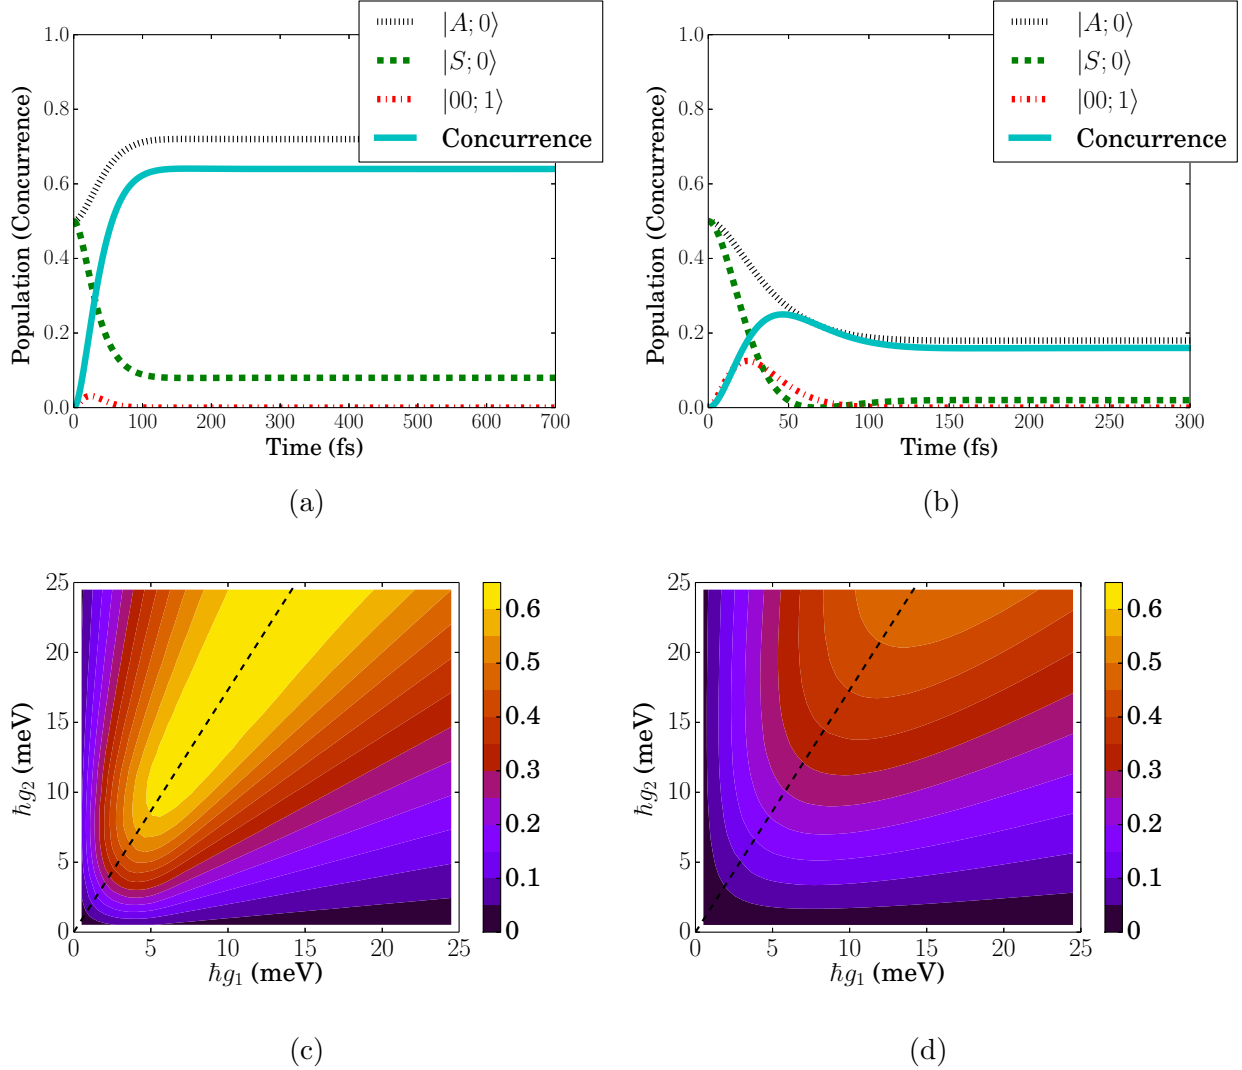 |A; 0⟩
|S; 0⟩
|00; 1⟩
Concurrence
1.0
0.8
0.6
0.4
0.2
0.0
0 100 200 300 400 500 600 700
Time (fs)
Population (Concurrence)
(a)
|A; 0⟩
|S; 0⟩
|00; 1⟩
Concurrence
1.0
0.8
0.6
0.4
0.2
0.0
0 50 100 150 200 250 300
Time (fs)
Population (Concurrence)
(b)
25
20
15
10
5
0
0 5 10 15 20 25
ħg₁ (meV)
ħg₂ (meV)
0.6
0.5
0.4
0.3
0.2
0.1
0
(c)
25
20
15
10
5
0
0 5 10 15 20 25
ħg₁ (meV)
ħg₂ (meV)
0.6
0.5
0.4
0.3
0.2
0.1
0
(d)